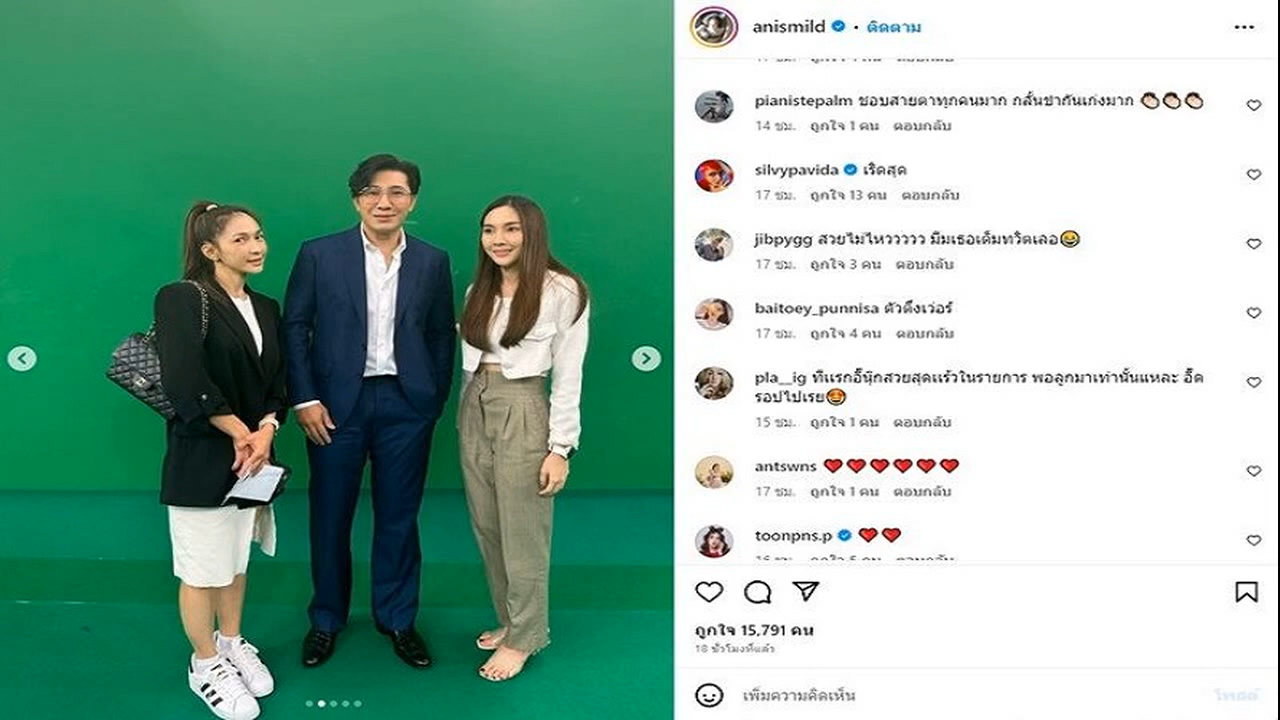 anismild • ติดตาม
pianistepalm ชอบสายตาทุกคนมาก กลั้นขำกันเก่งมาก 👏🏻👏🏻👏🏻
14 ชม. ถูกใจ 1 คน ตอบกลับ
silvypavida เริ่ดสุด
17 ชม. ถูกใจ 13 คน ตอบกลับ
jibpygg สวยไม่ไหววววว มีมเธอเต็มทวิตเลอ😂
17 ชม. ถูกใจ 3 คน ตอบกลับ
baitoey_punnisa ตัวตึงเว่อร์
17 ชม. ถูกใจ 4 คน ตอบกลับ
pla__ig ทีแรกอี้นุ๊กสวยสุดแร้วในรายการ พอลูกมาเท่านั้นแหละ อี๊ด
รอปไปเรย🤩
15 ชม. ถูกใจ 1 คน ตอบกลับ
antswns ❤️❤️❤️❤️❤️❤️
17 ชม. ถูกใจ 1 คน ตอบกลับ
toonpns.p ❤️❤️
ถูกใจ 15,791 คน
18 ชั่วโมงที่แล้ว
เพิ่มความคิดเห็น
โพสต์